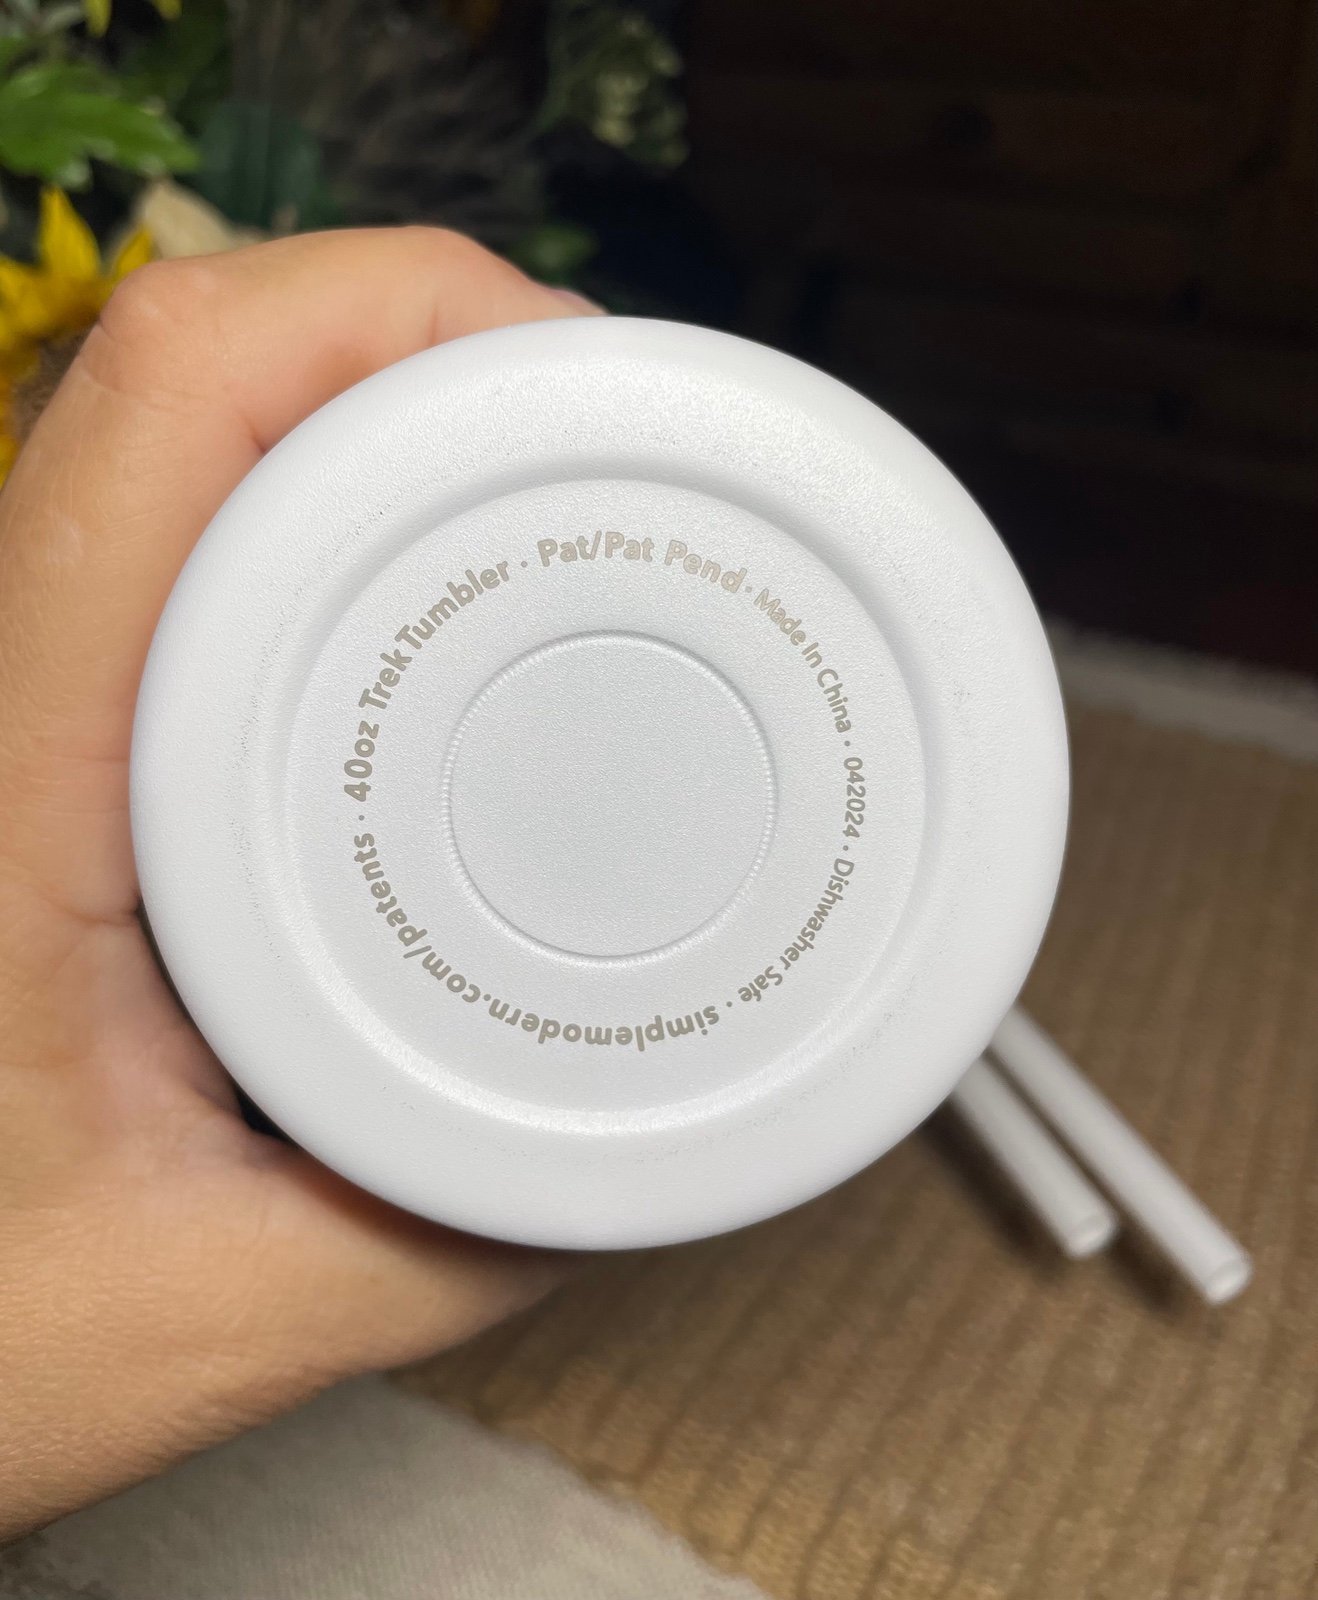 40oz Trek Tumbler · Pat/Pat Pend · Made In China · 042024 · Dishwasher Safe · simplemodern.com/patents ·